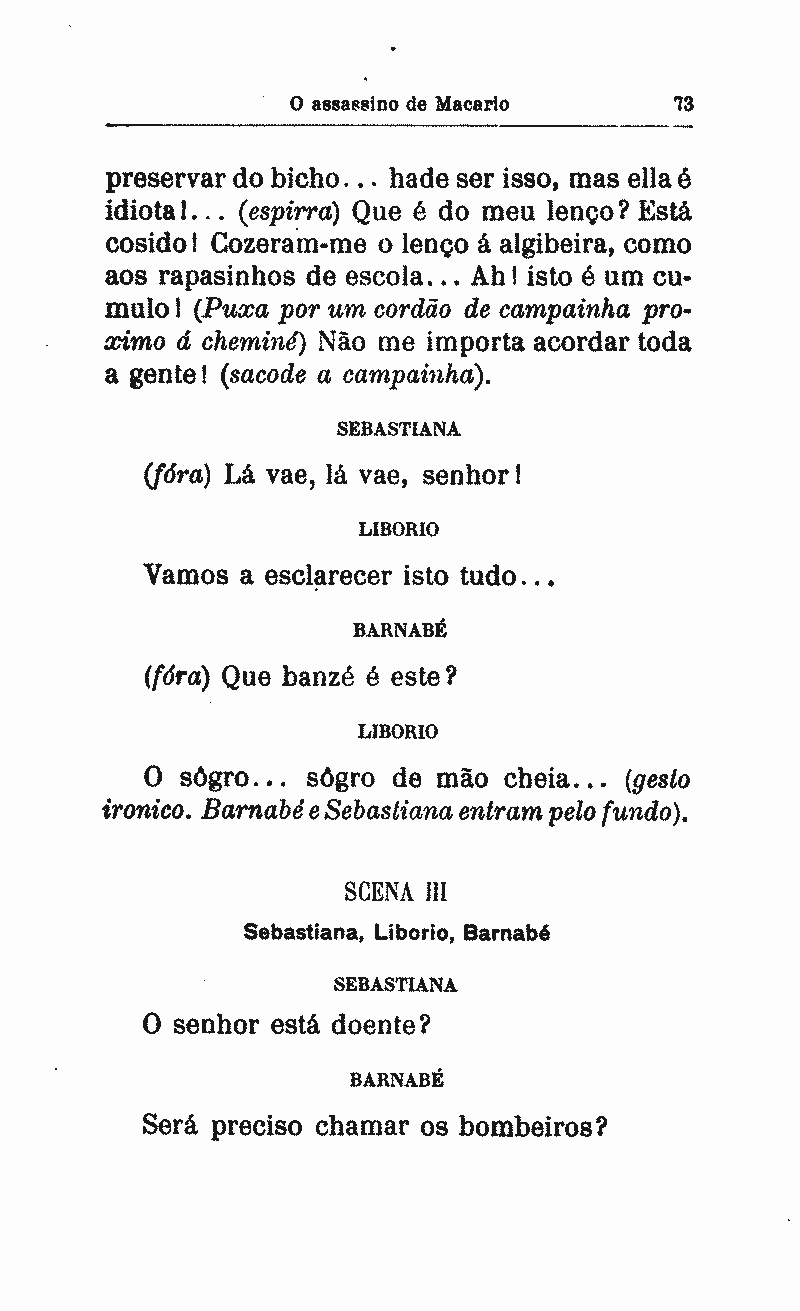 O assassino de Macario 73
preservar do bicho... hade ser isso, mas ella é
idiota!... (espirra) Que é do meu lenço? Está
cosido! Cozeram-me o lenço á algibeira, como
aos rapasinhos de escola... Ah! isto é um cu-
mulo! (Puxa por um cordão de campainha pro-
ximo á cheminé) Não me importa acordar toda
a gente! (sacode a campainha).
SEBASTIANA
(fóra) Lá vae, lá vae, senhor!
LIBORIO
Vamos a esclarecer isto tudo...
BARNABÉ
(fóra) Que banzé é este?
LIBORIO
O sôgro... sôgro de mão cheia... (gesto
ironico. Barnabé e Sebastiana entram pelo fundo).
SCENA III
Sebastiana, Liborio, Barnabé
SEBASTIANA
O senhor está doente?
BARNABÉ
Será preciso chamar os bombeiros?